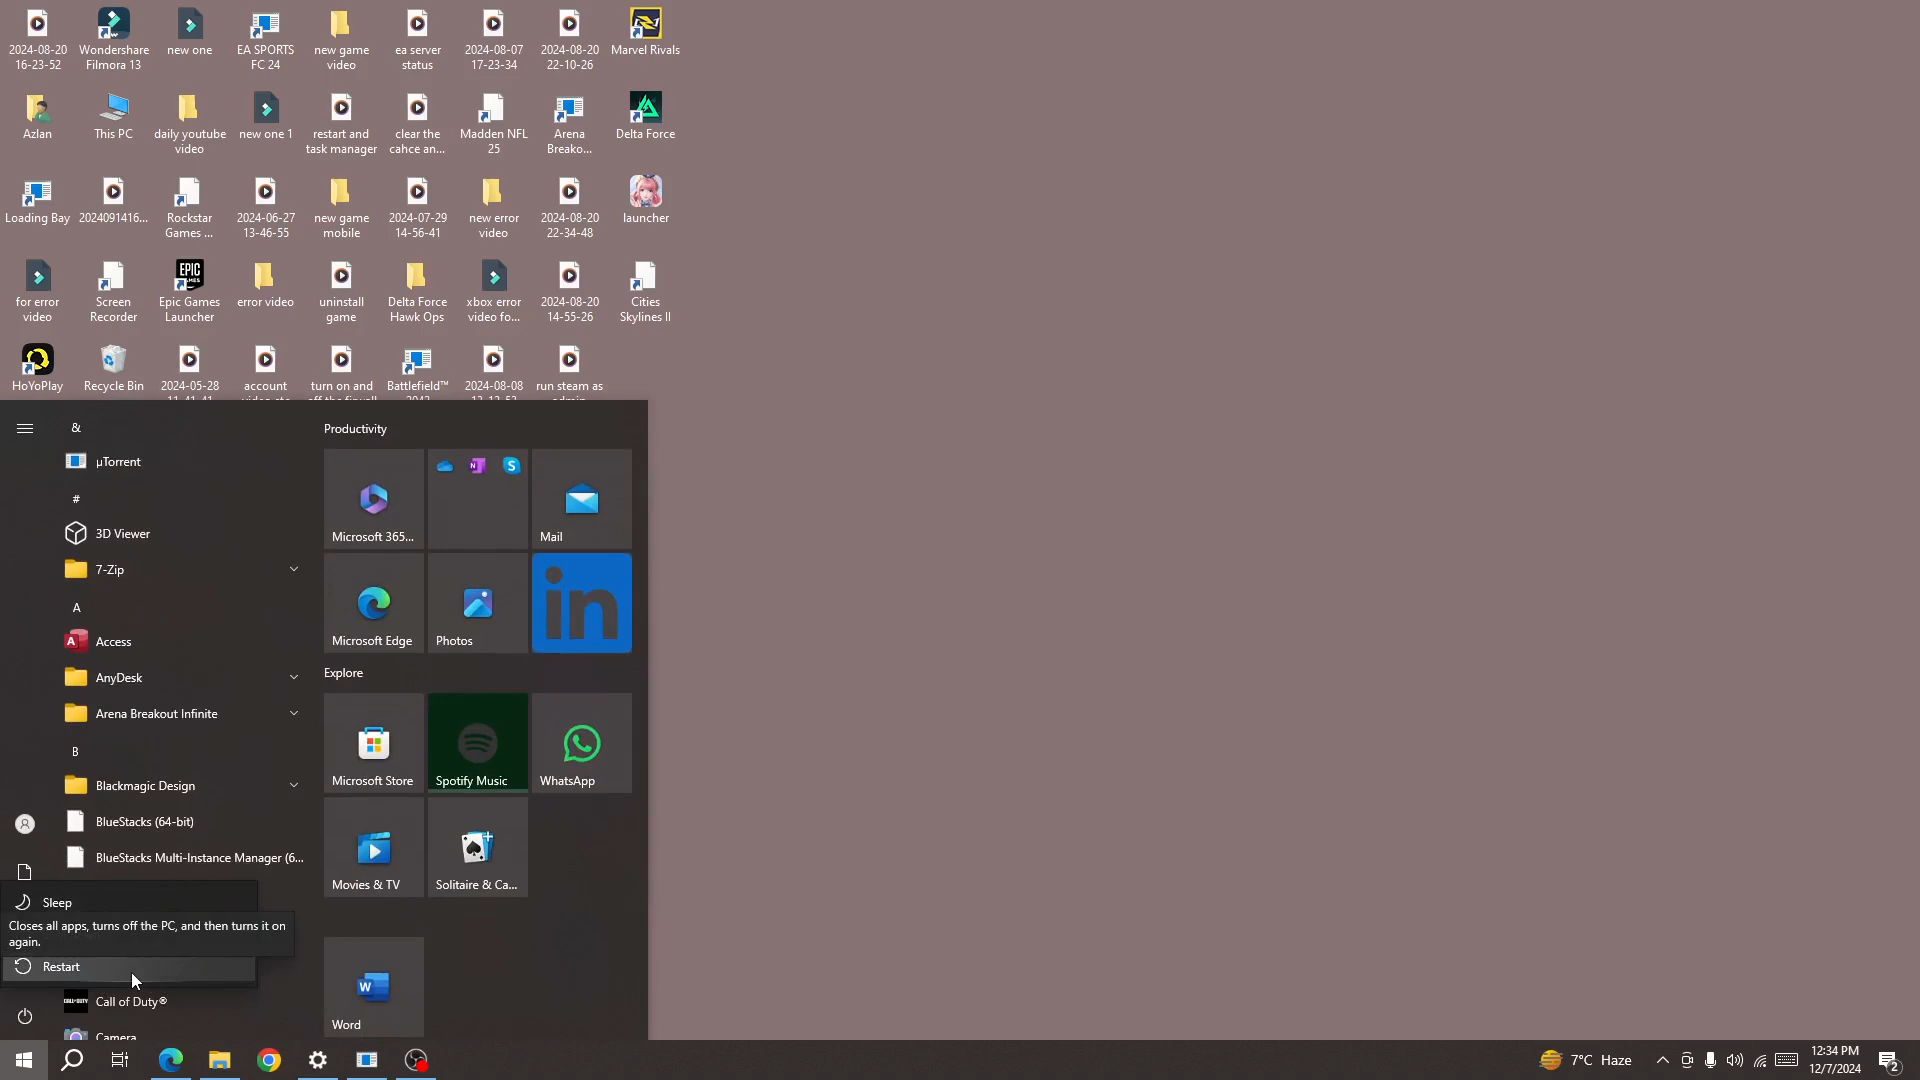 2024-08-20
16-23-52
Wondershare
Filmora 13
new one
EA SPORTS
FC 24
new game
video
ea server
status
2024-08-07
17-23-34
2024-08-20
22-10-26
Marvel Rivals
Azlan
This PC
daily youtube
video
new one 1
restart and
task manager
clear the
cahce an...
Madden NFL
25
Arena
Breako...
Delta Force
Loading Bay
2024091416...
Rockstar
Games ...
2024-06-27
13-46-55
new game
mobile
2024-07-29
14-56-41
new error
video
2024-08-20
22-34-48
launcher
for error
video
Screen
Recorder
EPIC
GAMES
Epic Games
Launcher
error video
uninstall
game
Delta Force
Hawk Ops
xbox error
video fo...
2024-08-20
14-55-26
Cities
Skylines II
HoYoPlay
Recycle Bin
2024-05-28
11-41-41
account
turn on and
Battlefield™
2042
2024-08-08
run steam as
admin
&
µTorrent
#
3D Viewer
7-Zip
A
Access
AnyDesk
Arena Breakout Infinite
B
Blackmagic Design
BlueStacks (64-bit)
BlueStacks Multi-Instance Manager (6...
Sleep
Closes all apps, turns off the PC, and then turns it on
again.
Restart
Call of Duty®
Camera
Productivity
Microsoft 365...
Mail
Microsoft Edge
Photos
in
Explore
Microsoft Store
Spotify Music
WhatsApp
Movies & TV
Solitaire & Ca...
Word
7°C Haze
12:34 PM
12/7/2024
2